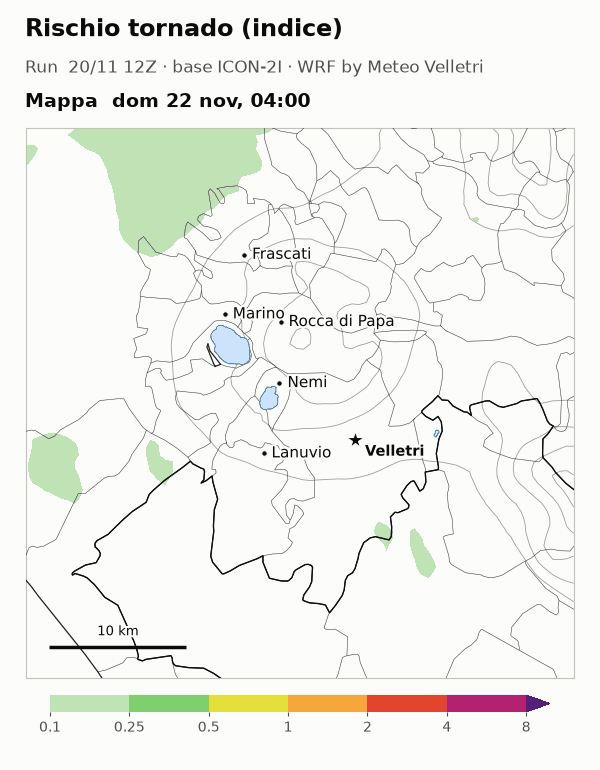 Rischio tornado (indice)
Run  20/11 12Z · base ICON-2I · WRF by Meteo Velletri
Mappa  dom 22 nov, 04:00
Frascati
Marino
Rocca di Papa
Nemi
Velletri
Lanuvio
10 km
0.1 0.25 0.5 1 2 4 8